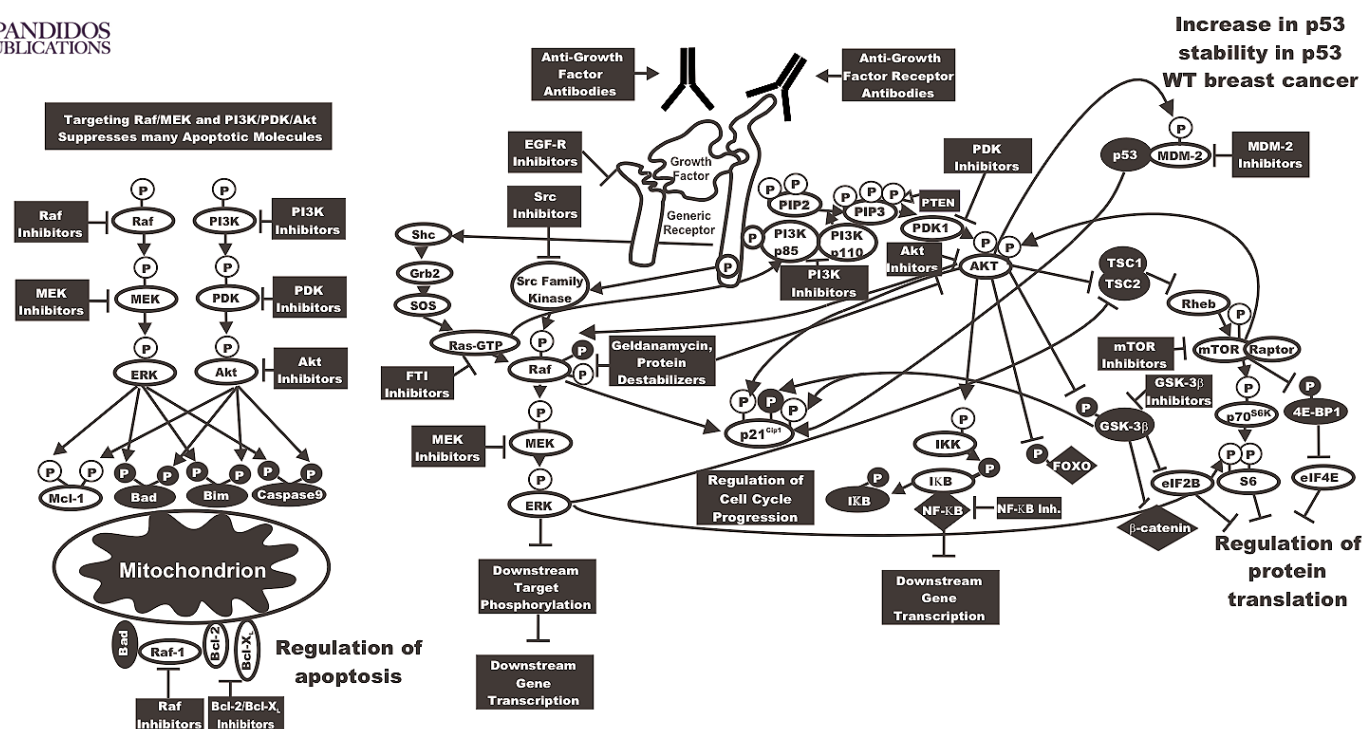 PANDIDOS
UBLICATIONS
Increase in p53
stability in p53
WT breast cancer
Targeting Raf/MEK and PI3K/PDK/Akt
Suppresses many Apoptotic Molecules
P
P
Raf
Inhibitors
Raf
PI3K
PI3K
Inhibitors
P
P
MEK
Inhibitors
MEK
PDK
PDK
Inhibitors
P
P
ERK
Akt
Akt
Inhibitors
P
P
P
P
P
P
P
P
Mcl-1
Bad
Bim
Caspase9
Mitochondrion
Bad
Raf-1
Bcl-2
Bcl-XL
Regulation of
apoptosis
Raf
Inhibitors
Bcl-2/Bcl-XL
Inhibitors
Anti-Growth
Factor
Antibodies
Anti-Growth
Factor Receptor
Antibodies
EGF-R
Inhibitors
Growth
Factor
Generic
Receptor
Src
Inhibitors
Shc
Grb2
SOS
Ras-GTP
FTI
Inhibitors
Src Family
Kinase
P
P
P
PIP2
P
P
P
PIP3
PTEN
PDK
Inhibitors
PDK1
P
PI3K
p85
PI3K
p110
PI3K
Inhibitors
Akt
Inhitors
P
P
AKT
P
p53
MDM-2
MDM-2
Inhibitors
TSC1
TSC2
Rheb
P
mTOR
Raptor
mTOR
Inhibitors
P
P
P
Raf
Geldanamycin,
Protein
Destabilizers
P
MEK
MEK
Inhibitors
P
ERK
Downstream
Target
Phosphorylation
Downstream
Gene
Transcription
P
P
P
p21Cip1
Regulation of
Cell Cycle
Progression
P
IKK
P
IKB
P
IKB
NF-KB
NF-KB Inh.
Downstream
Gene
Transcription
P
FOXO
P
GSK-3β
GSK-3β
Inhibitors
β-catenin
P
p70S6K
P
4E-BP1
P
P
P
eIF2B
S6
eIF4E
Regulation of
protein
translation